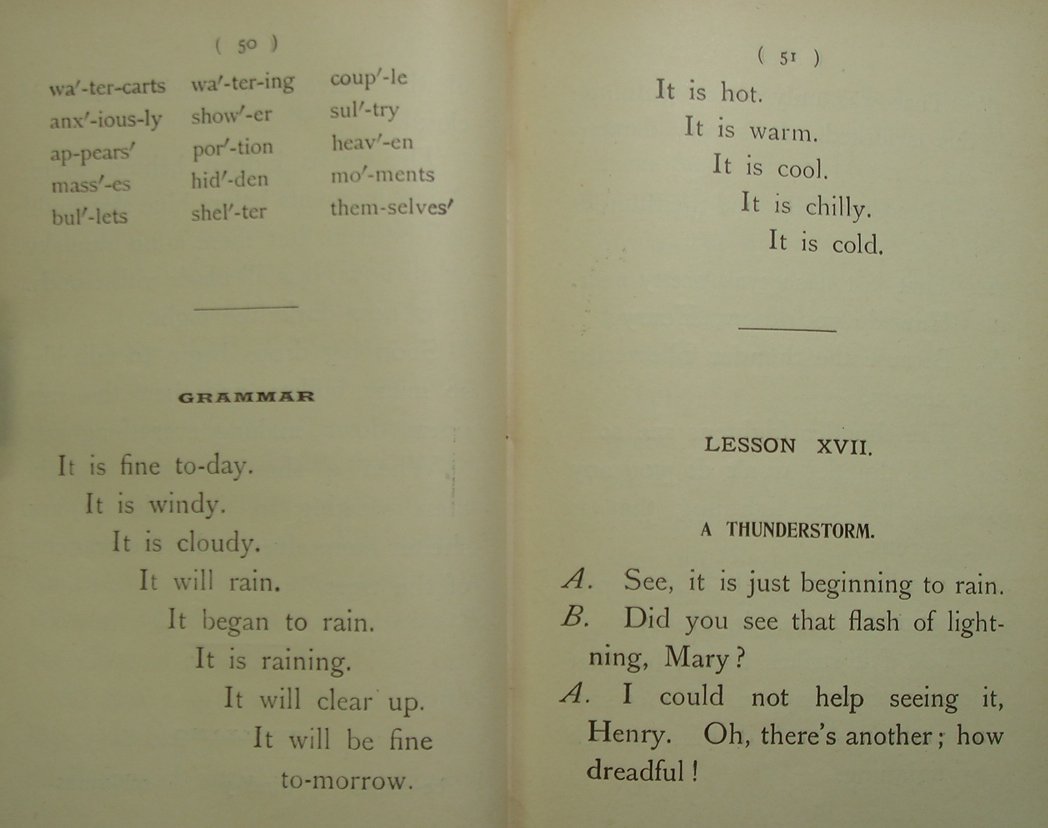 ( 50 )
wa′-ter-carts wa′-ter-ing coup′-le
anx′-ious-ly show′-er sul′-try
ap-pears′ por′-tion heav′-en
mass′-es hid′-den mo′-ments
bul′-lets shel′-ter them-selves′
GRAMMAR
It is fine to-day.
It is windy.
It is cloudy.
It will rain.
It began to rain.
It is raining.
It will clear up.
It will be fine
to-morrow.
( 51 )
It is hot.
It is warm.
It is cool.
It is chilly.
It is cold.
LESSON XVII.
A THUNDERSTORM.
A. See, it is just beginning to rain.
B. Did you see that flash of light-
ning, Mary?
A. I could not help seeing it,
Henry. Oh, there's another; how
dreadful!